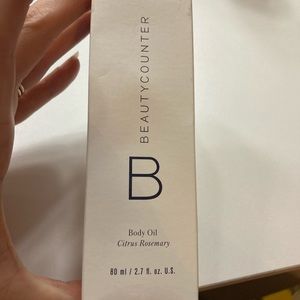 BEAUTYCOUNTER
B
Body Oil
Citrus Rosemary
80 ml / 2.7 fl. oz. U.S.